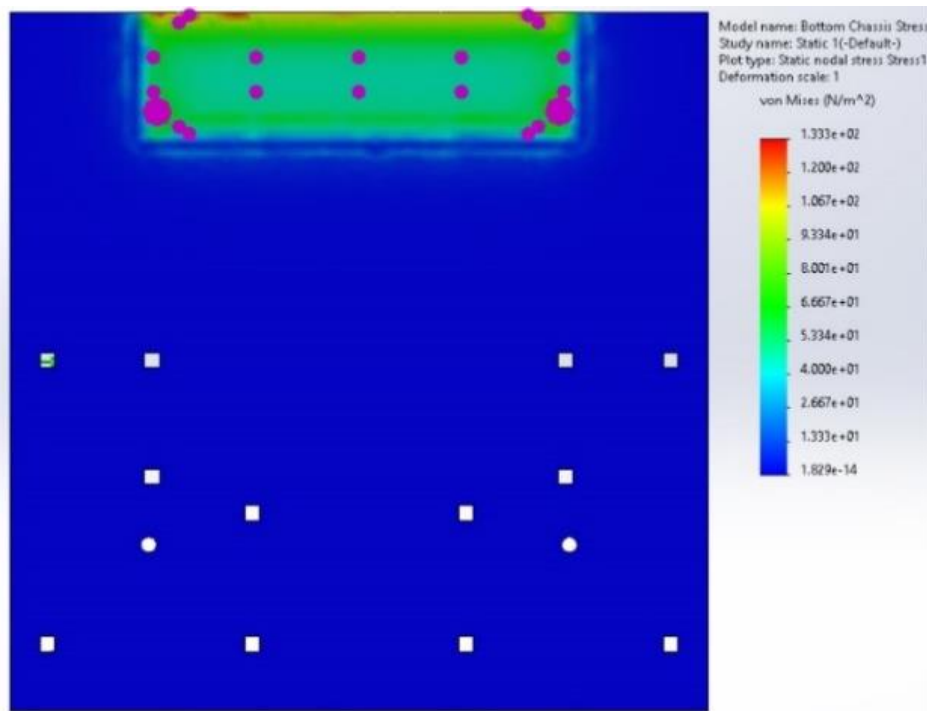 Model name: Bottom Chassis Stress
Study name: Static 1(-Default-)
Plot type: Static nodal stress Stress1
Deformation scale: 1
von Mises (N/m^2)
1.333e+02
1.200e+02
1.067e+02
9.334e+01
8.001e+01
6.667e+01
5.334e+01
4.000e+01
2.667e+01
1.333e+01
1.829e-14